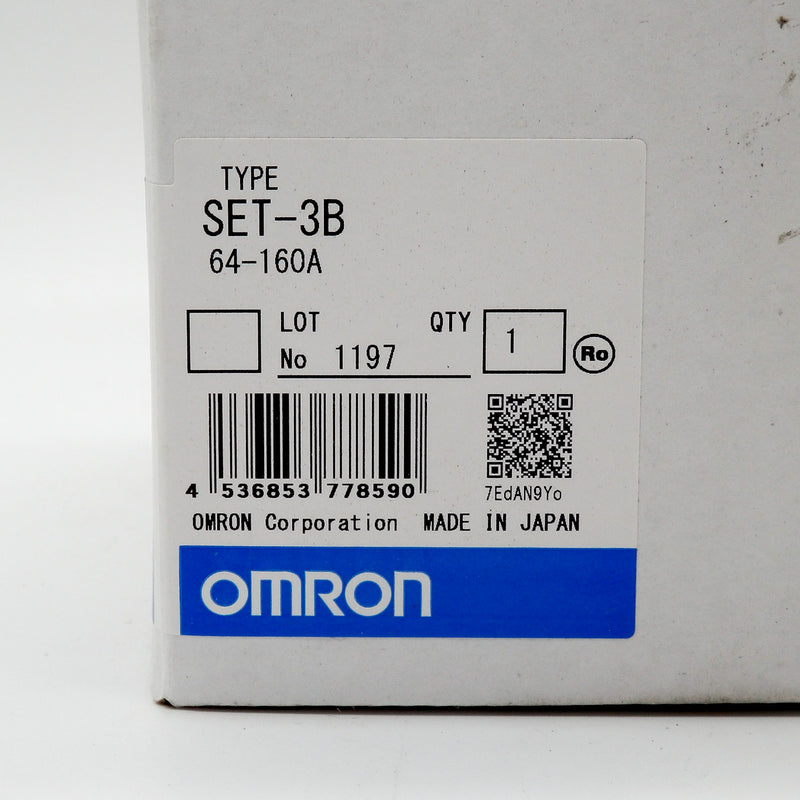 TYPE
SET-3B
64-160A
LOT No 1197
QTY 1
Ro
4 536853 778590
7EdAN9Yo
OMRON Corporation MADE IN JAPAN
OMRON